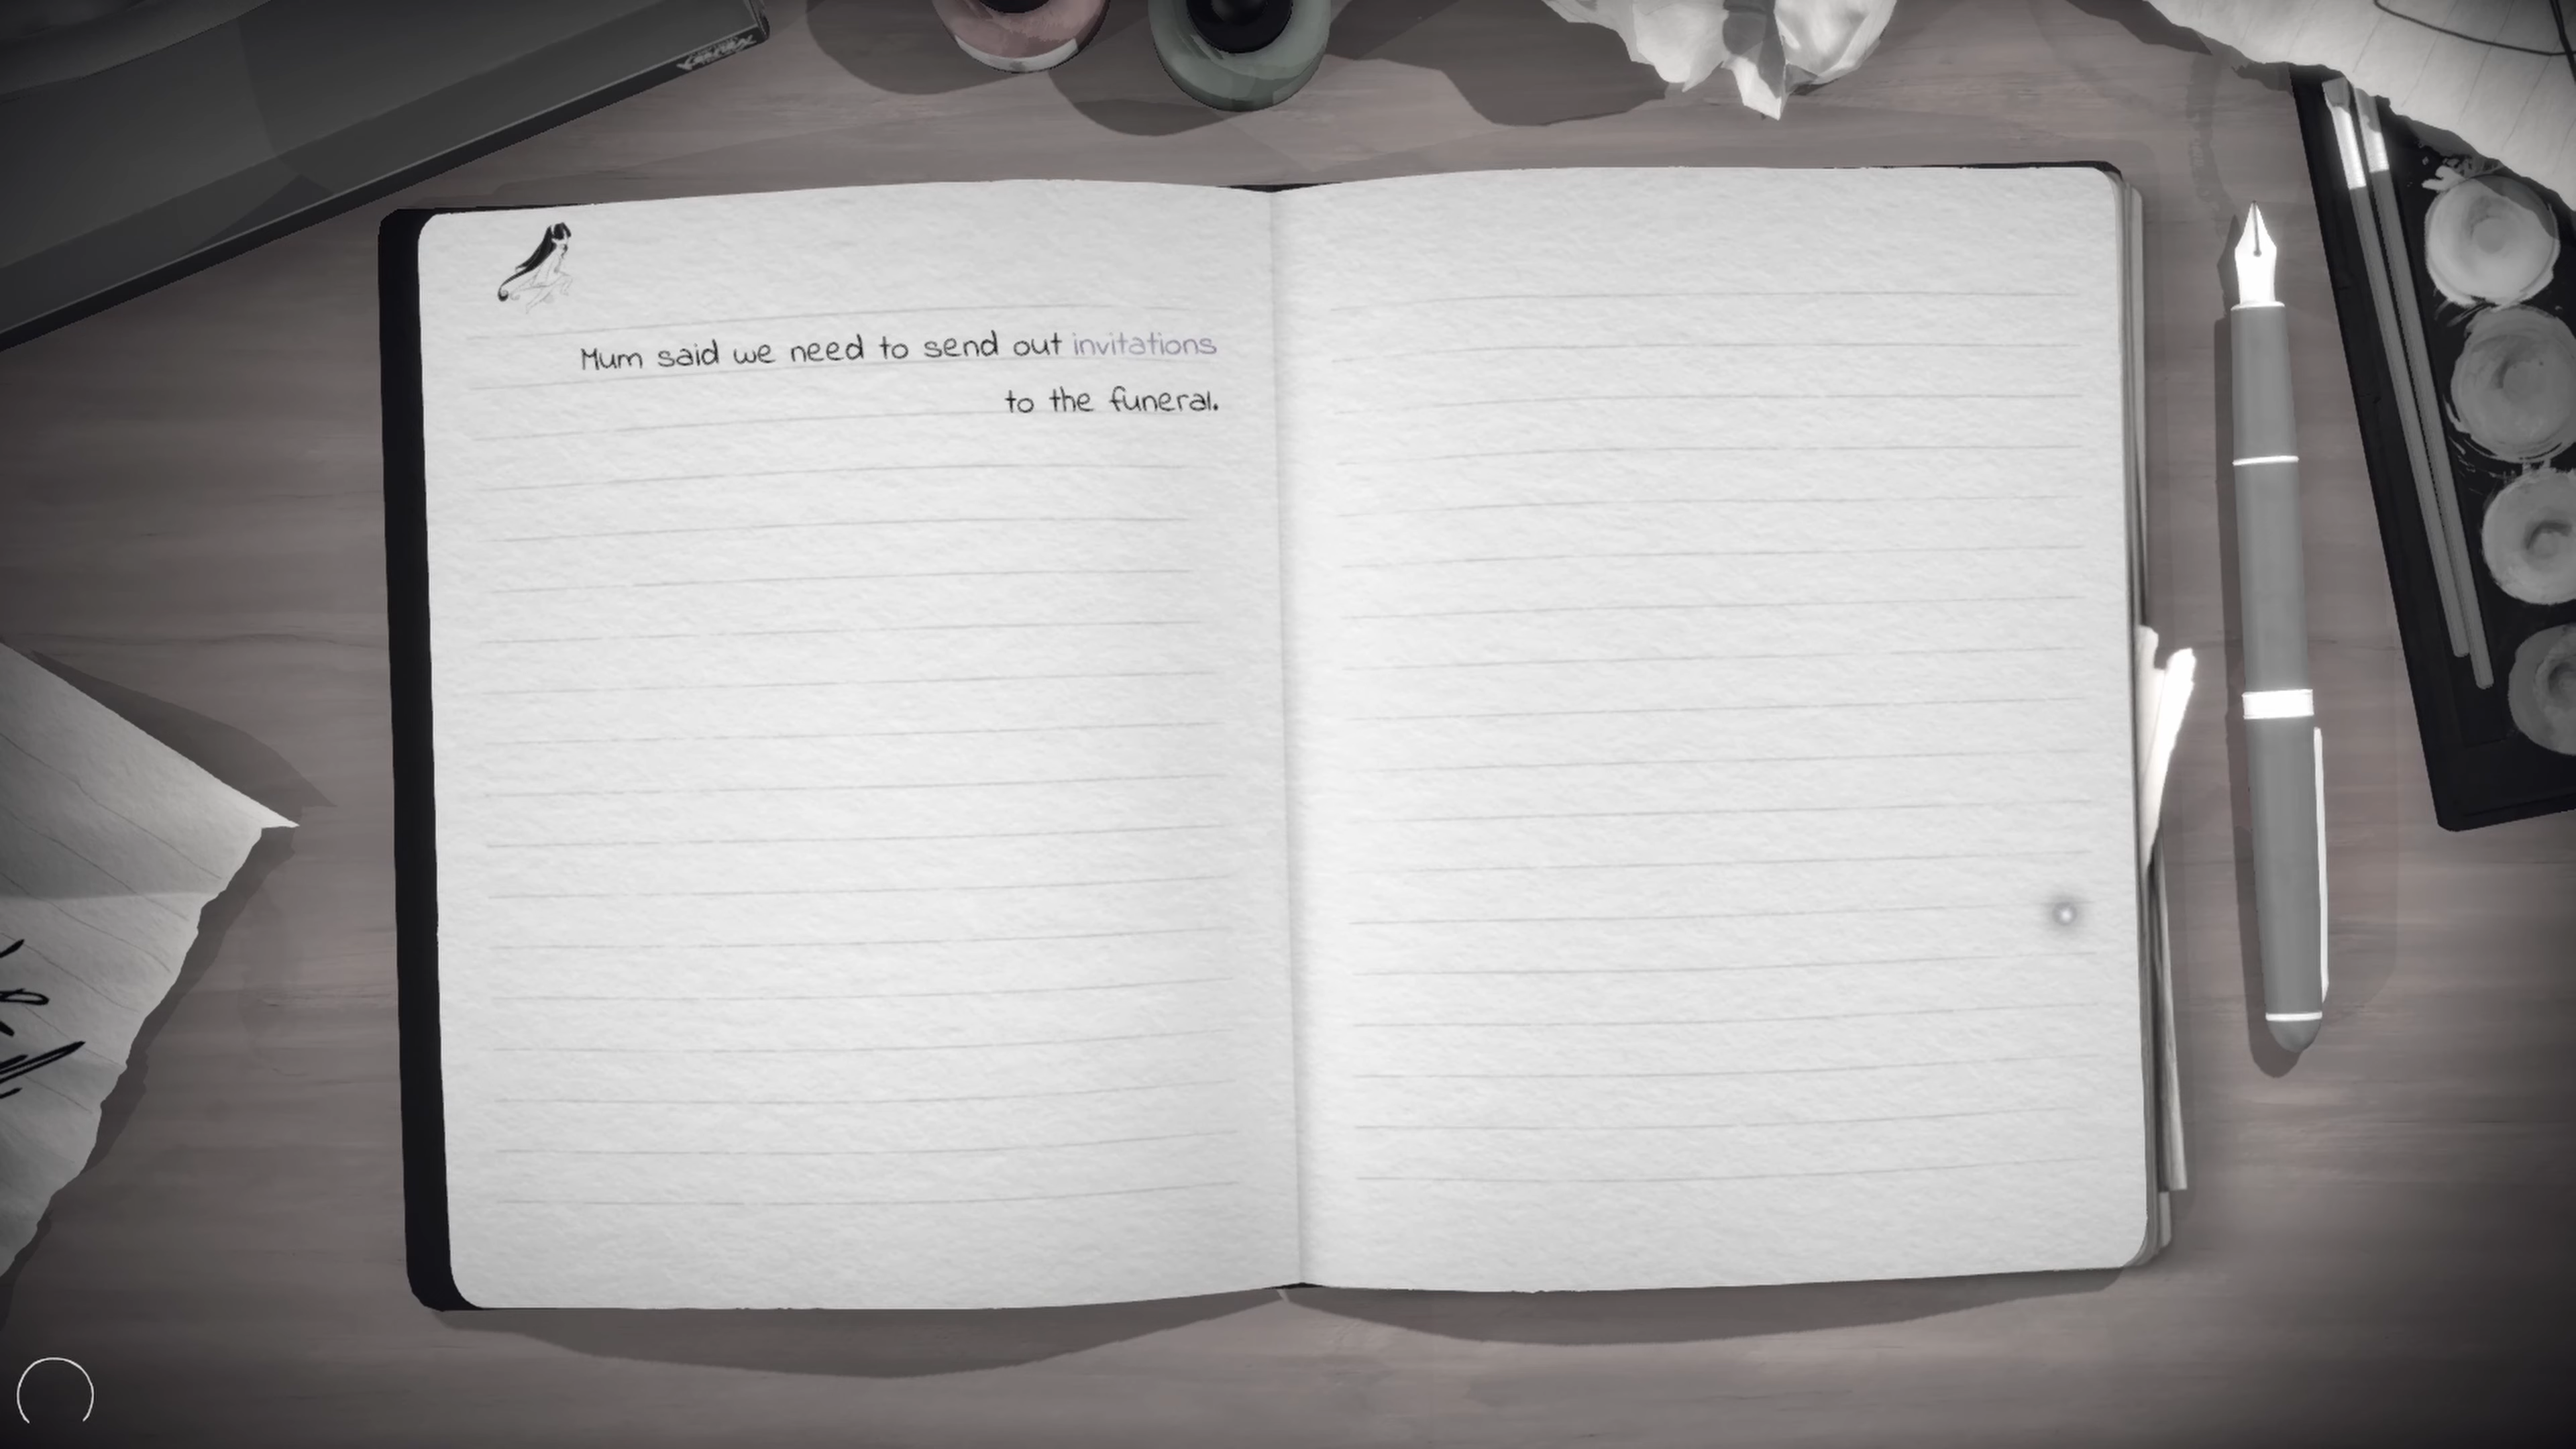 Mum said we need to send out invitations
to the funeral.